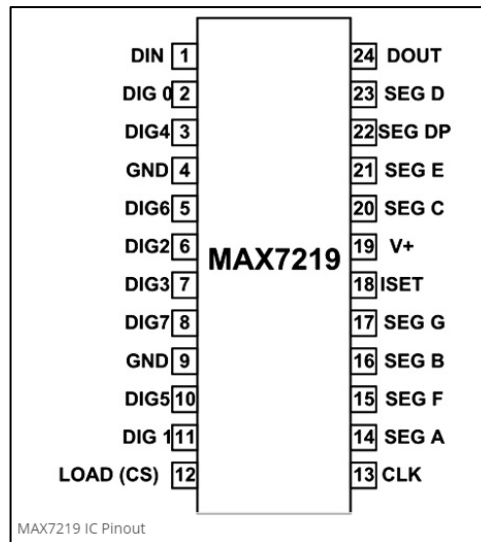 DIN 1 24 DOUT
DIG 0 2 23 SEG D
DIG4 3 22 SEG DP
GND 4 21 SEG E
DIG6 5 20 SEG C
DIG2 6 19 V+
MAX7219
DIG3 7 18 ISET
DIG7 8 17 SEG G
GND 9 16 SEG B
DIG5 10 15 SEG F
DIG 1 11 14 SEG A
LOAD (CS) 12 13 CLK
MAX7219 IC Pinout